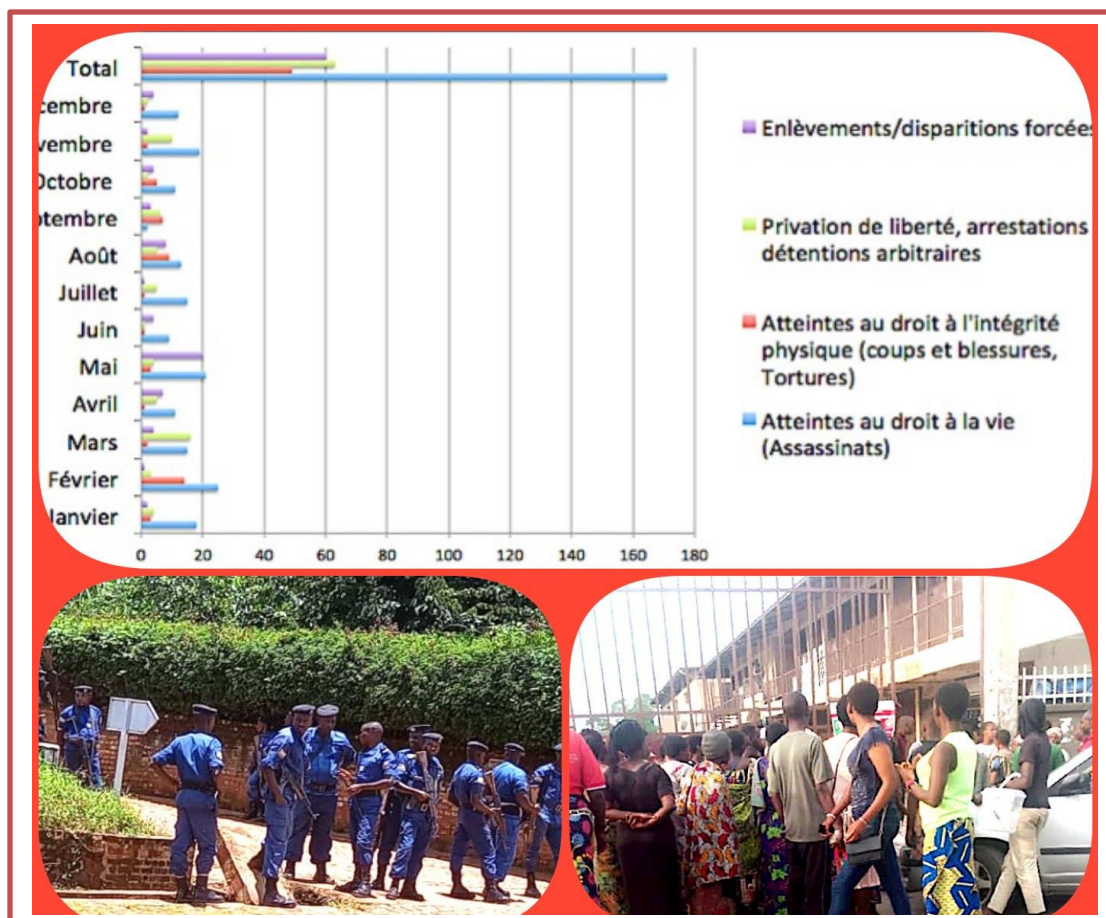 Total
cembre
vembre
Octobre
ptembre
Août
Juillet
Juin
Mai
Avril
Mars
Février
Janvier
0 20 40 60 80 100 120 140 160 180
Enlèvements/disparitions forcées
Privation de liberté, arrestations
détentions arbitraires
Atteintes au droit à l'intégrité
physique (coups et blessures,
Tortures)
Atteintes au droit à la vie
(Assassinats)